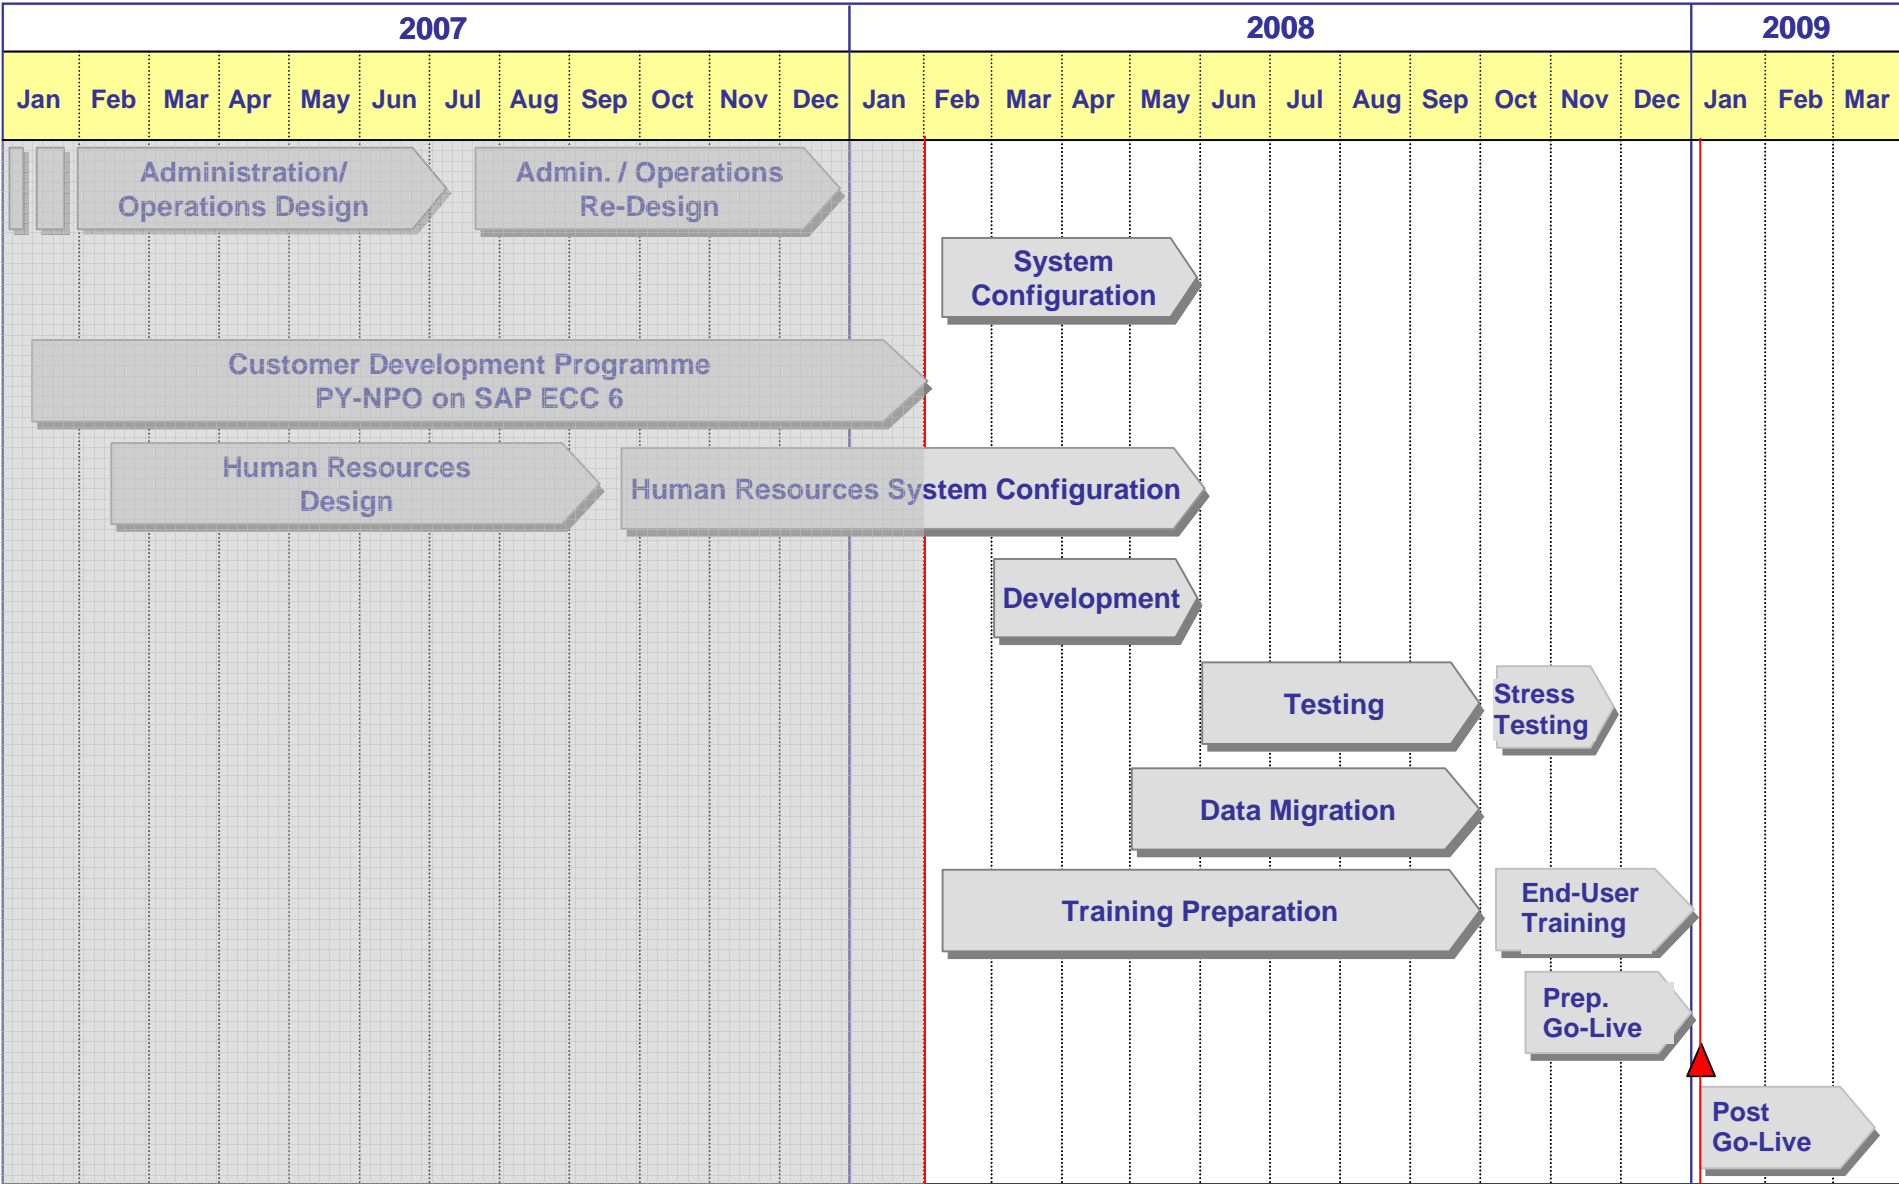 2007 2008 2009
Jan Feb Mar Apr May Jun Jul Aug Sep Oct Nov Dec Jan Feb Mar Apr May Jun Jul Aug Sep Oct Nov Dec Jan Feb Mar
Administration/
Operations Design
Admin. / Operations
Re-Design
System
Configuration
Customer Development Programme
PY-NPO on SAP ECC 6
Human Resources
Design
Human Resources System Configuration
Development
Testing
Stress
Testing
Data Migration
Training Preparation
End-User
Training
Prep.
Go-Live
Post
Go-Live